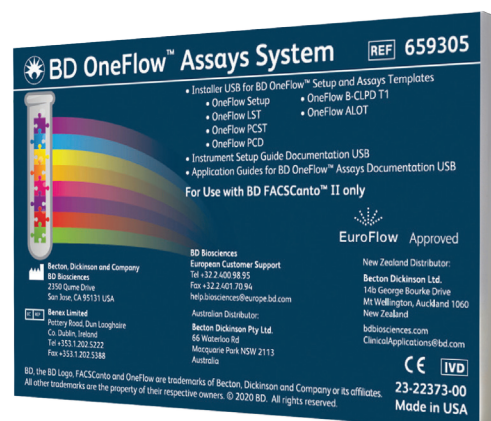 BD OneFlow™ Assays System
REF 659305
• Installer USB for BD OneFlow™ Setup and Assays Templates
• OneFlow Setup
• OneFlow LST
• OneFlow PCST
• OneFlow PCD
• OneFlow B-CLPD T1
• OneFlow ALOT
• Instrument Setup Guide Documentation USB
• Application Guides for BD OneFlow™ Assays Documentation USB
For Use with BD FACSCanto™ II only
EuroFlow Approved
Becton, Dickinson and Company
BD Biosciences
2350 Qume Drive
San Jose, CA 95131 USA
EC REP
Benex Limited
Pottery Road, Dun Laoghaire
Co. Dublin, Ireland
Tel +353.1.202.5222
Fax +353.1.202.5388
BD Biosciences
European Customer Support
Tel +32.2.400.98.95
Fax +32.2.401.70.94
help.biosciences@europe.bd.com
Australian Distributor:
Becton Dickinson Pty Ltd.
66 Waterloo Rd
Macquarie Park NSW 2113
Australia
New Zealand Distributor:
Becton Dickinson Ltd.
14b George Bourke Drive
Mt Wellington, Auckland 1060
New Zealand
bdbiosciences.com
ClinicalApplications@bd.com
CE IVD
BD, the BD Logo, FACSCanto and OneFlow are trademarks of Becton, Dickinson and Company or its affiliates.
All other trademarks are the property of their respective owners. © 2020 BD. All rights reserved.
23-22373-00
Made in USA